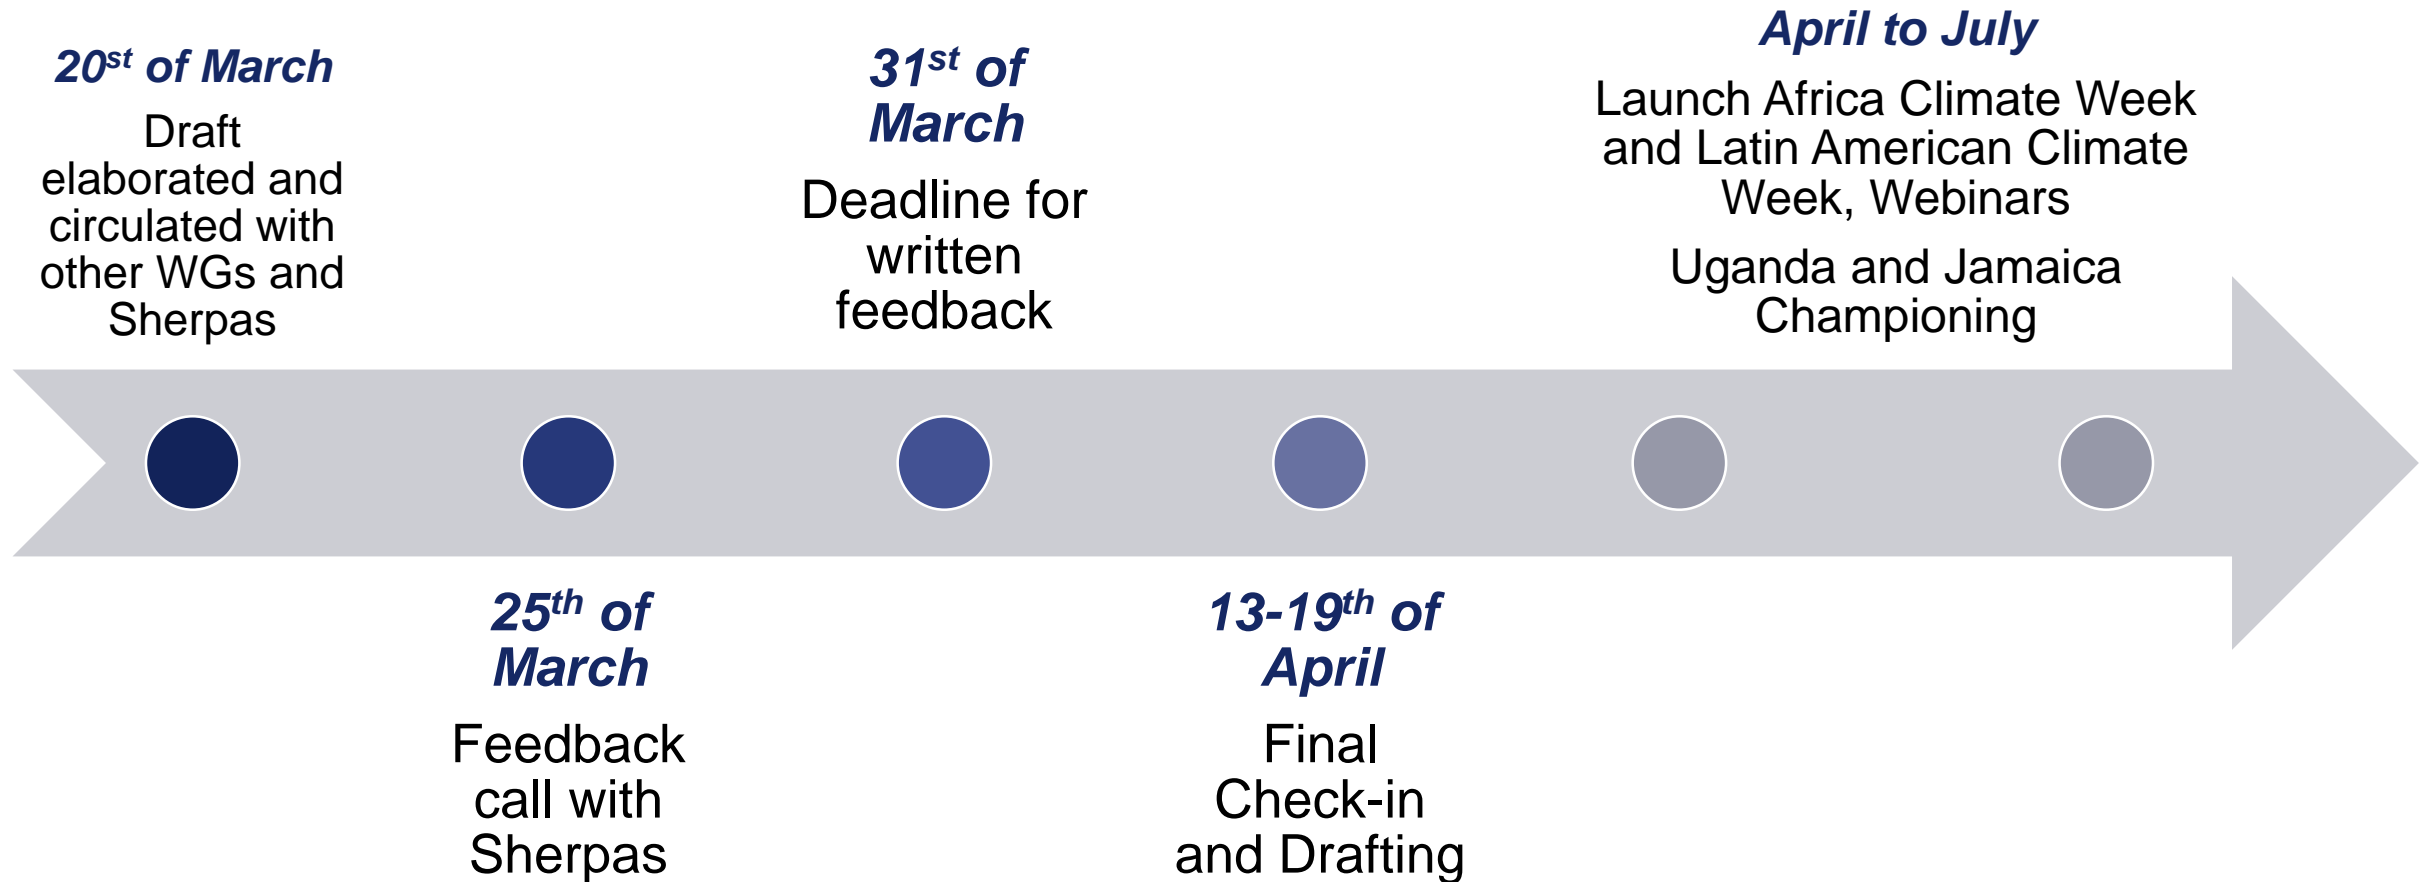 20st of March
Draft
elaborated and
circulated with
other WGs and
Sherpas
25th of
March
Feedback
call with
Sherpas
31st of
March
Deadline for
written
feedback
13-19th of
April
Final
Check-in
and Drafting
April to July
Launch Africa Climate Week
and Latin American Climate
Week, Webinars
Uganda and Jamaica
Championing